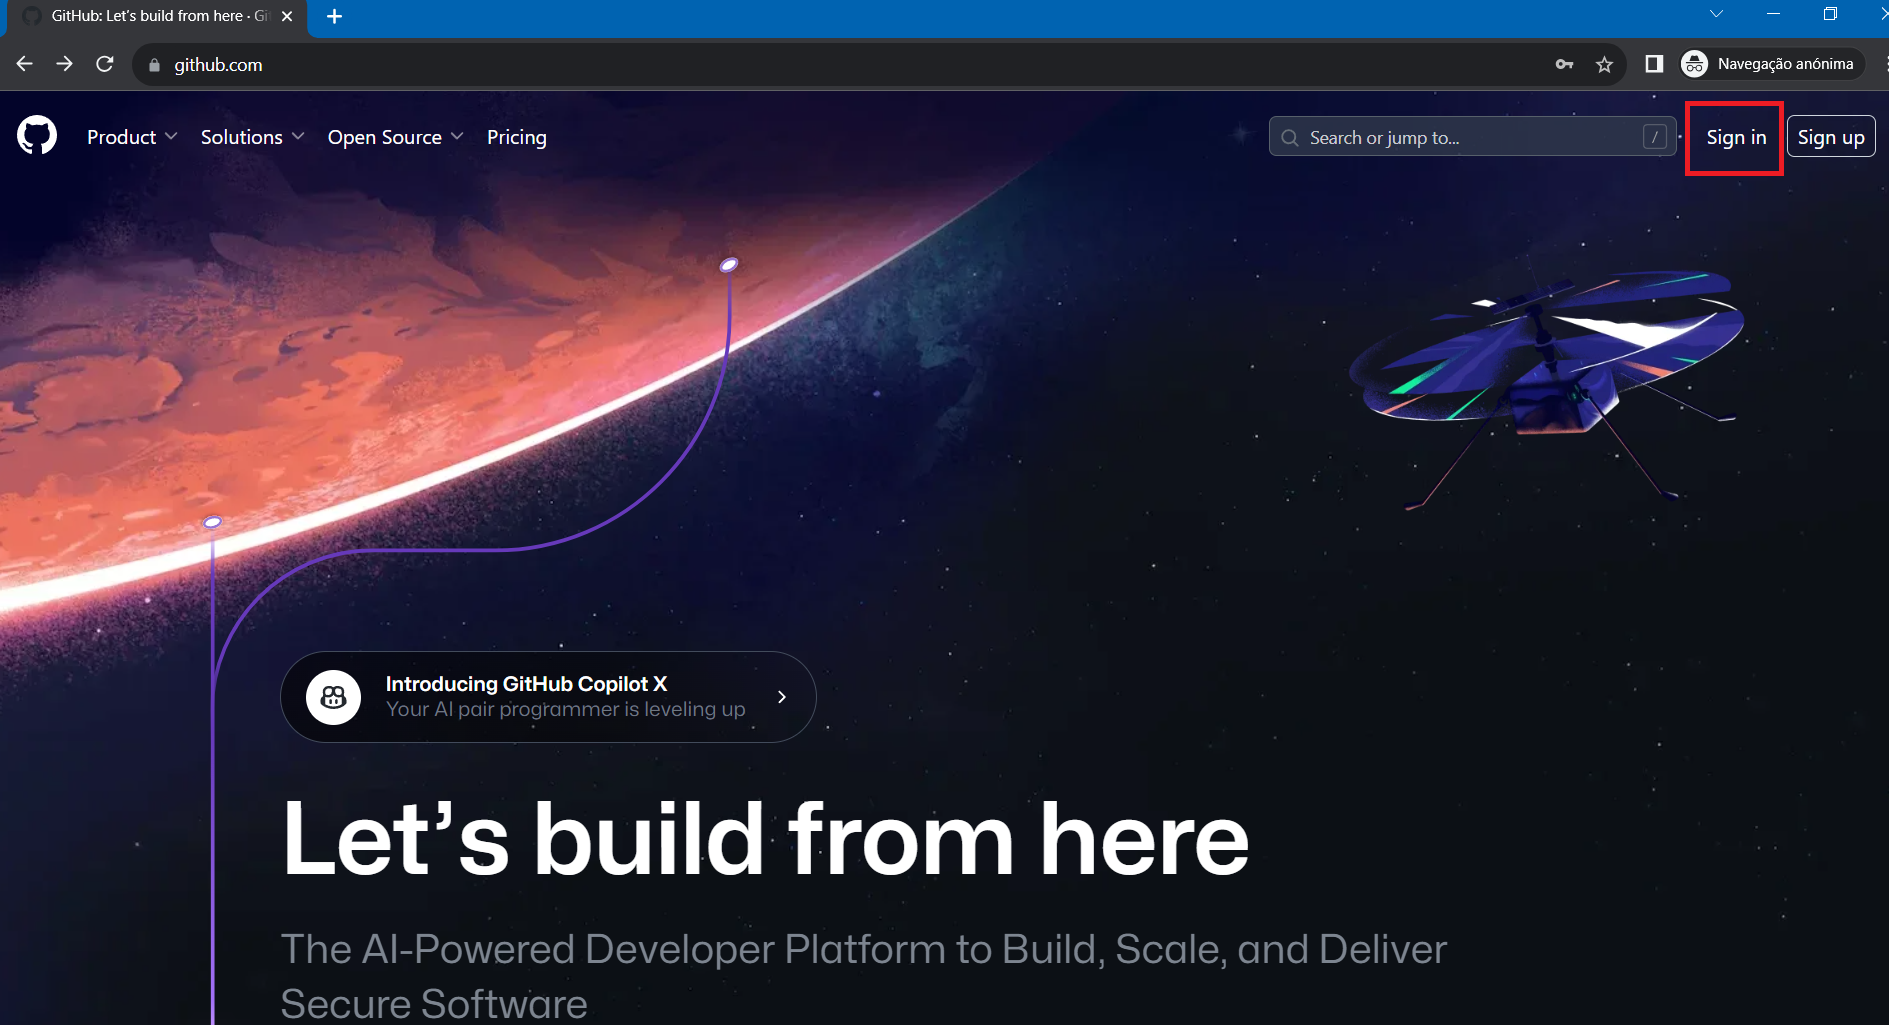 GitHub: Let's build from here · Gi
github.com
Navegação anónima
Product
Solutions
Open Source
Pricing
Search or jump to...
/
Sign in
Sign up
Introducing GitHub Copilot X
Your AI pair programmer is leveling up
Let's build from here
The AI-Powered Developer Platform to Build, Scale, and Deliver
Secure Software